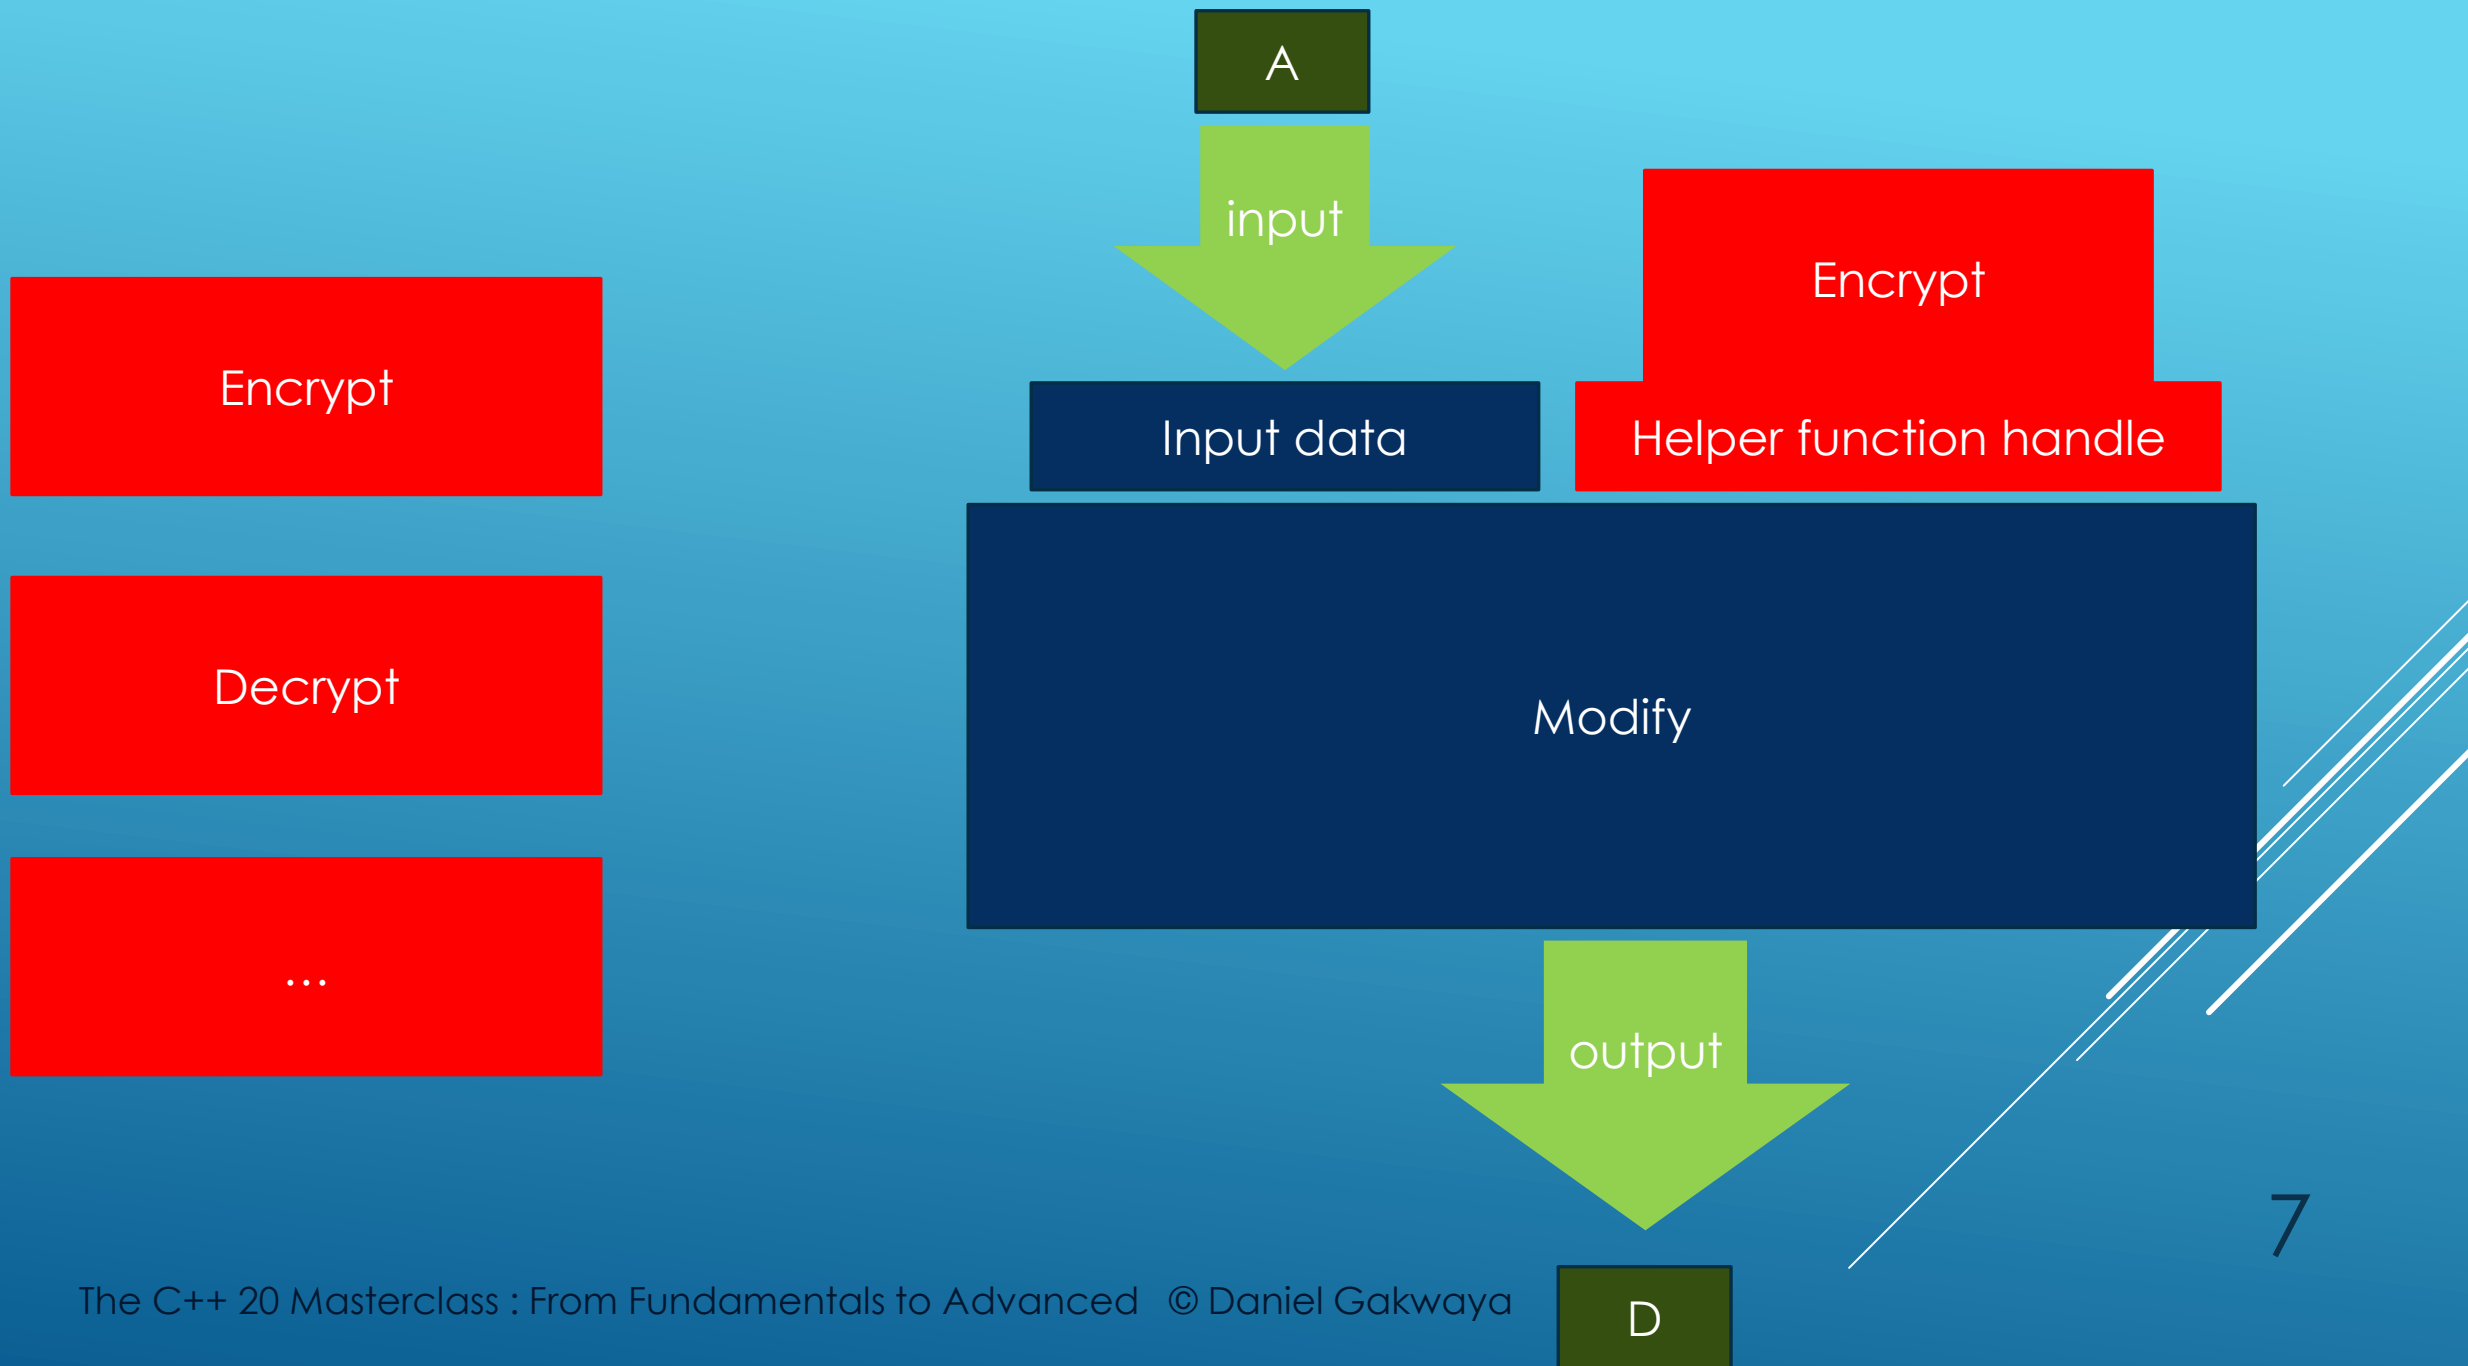 A
input
Encrypt
Encrypt
Input data
Helper function handle
Decrypt
Modify
...
output
7
The C++ 20 Masterclass : From Fundamentals to Advanced © Daniel Gakwaya
D